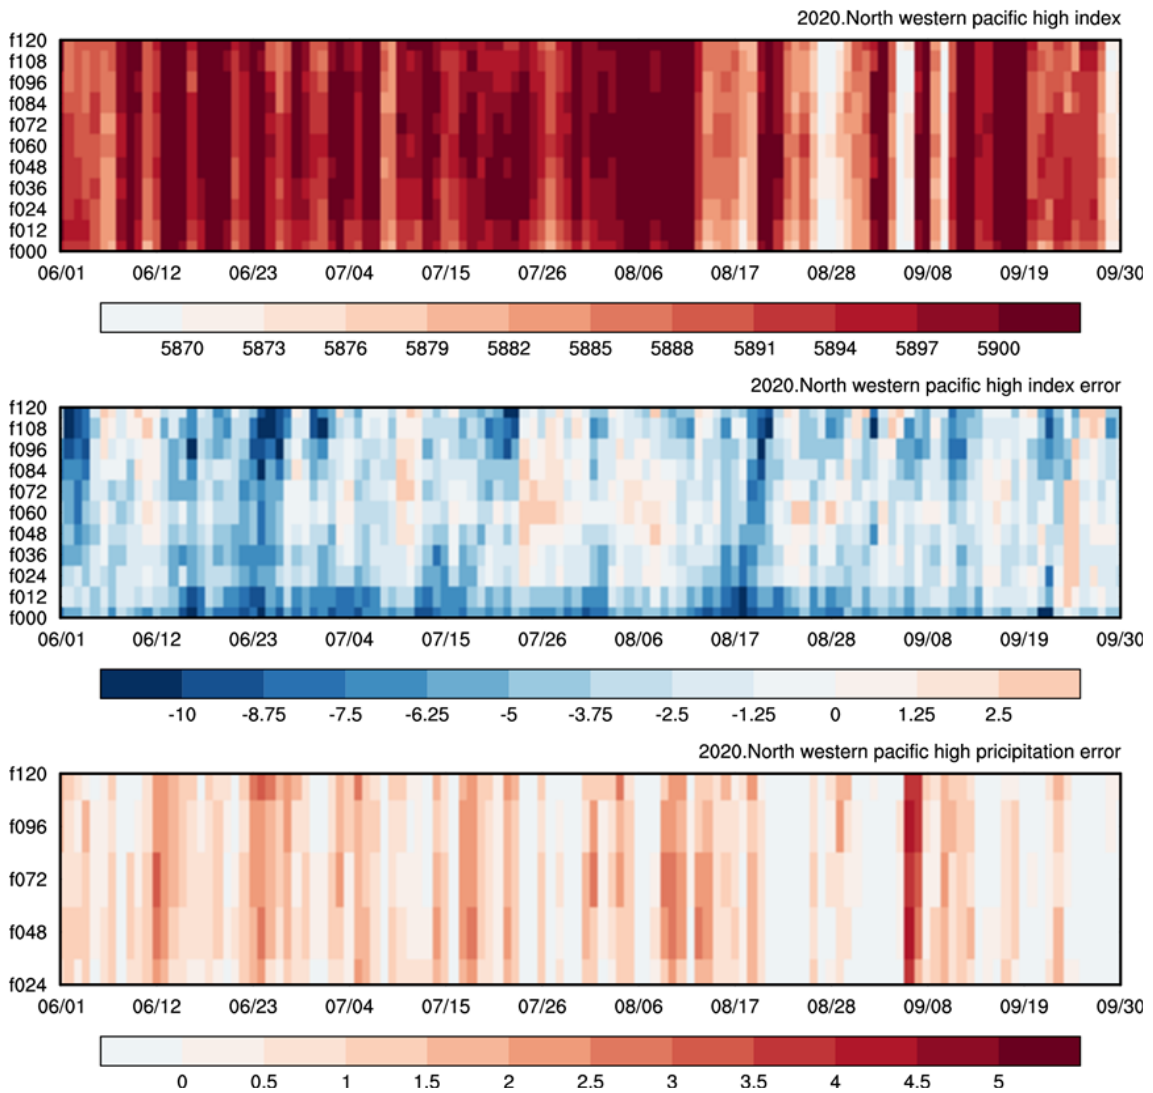 2020.North western pacific high index
f120
f108
f096
f084
f072
f060
f048
f036
f024
f012
f000
06/01 06/12 06/23 07/04 07/15 07/26 08/06 08/17 08/28 09/08 09/19 09/30
5870 5873 5876 5879 5882 5885 5888 5891 5894 5897 5900
2020.North western pacific high index error
f120
f108
f096
f084
f072
f060
f048
f036
f024
f012
f000
06/01 06/12 06/23 07/04 07/15 07/26 08/06 08/17 08/28 09/08 09/19 09/30
-10 -8.75 -7.5 -6.25 -5 -3.75 -2.5 -1.25 0 1.25 2.5
2020.North western pacific high pricipitation error
f120
f096
f072
f048
f024
06/01 06/12 06/23 07/04 07/15 07/26 08/06 08/17 08/28 09/08 09/19 09/30
0 0.5 1 1.5 2 2.5 3 3.5 4 4.5 5